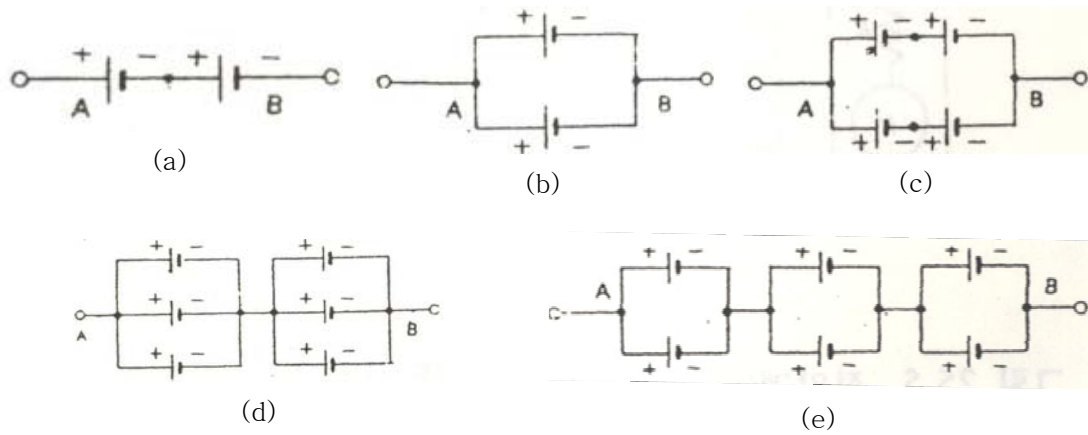 + − + −
A B
(a)
+ −
A B
+ −
(b)
+ − + −
A B
+ − + −
(c)
+ − + −
+ − + −
A B
+ − + −
(d)
+ − + − + −
A B
+ − + − + −
(e)